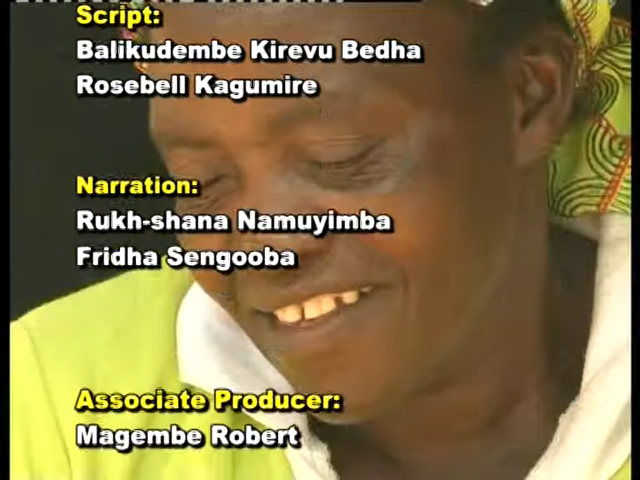 Script:
Balikudembe Kirevu Bedha
Rosebell Kagumire
Narration:
Rukh-shana Namuyimba
Fridha Sengooba
Associate Producer:
Magembe Robert